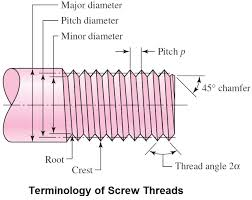 Major diameter
Pitch diameter
Minor diameter
Pitch p
45° chamfer
Root
Crest
Thread angle 2α
Terminology of Screw Threads